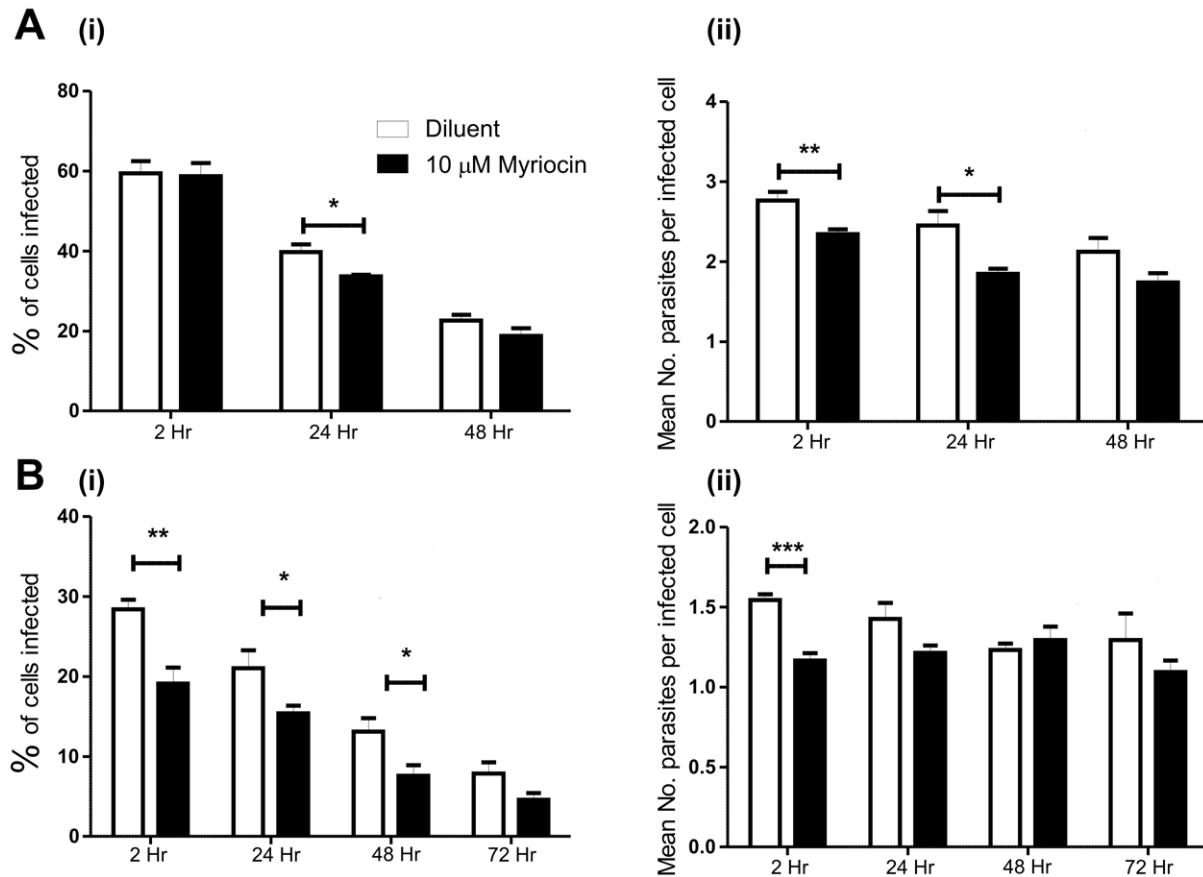 A (i)
% of cells infected
80
60
40
20
0
Diluent
10 μM Myriocin
*
2 Hr 24 Hr 48 Hr
(ii)
Mean No. parasites per infected cell
4
3
2
1
0
** *
2 Hr 24 Hr 48 Hr
B (i)
% of cells infected
40
30
20
10
0
** * *
2 Hr 24 Hr 48 Hr 72 Hr
(ii)
Mean No. parasites per infected cell
2.0
1.5
1.0
0.5
0.0
***
2 Hr 24 Hr 48 Hr 72 Hr